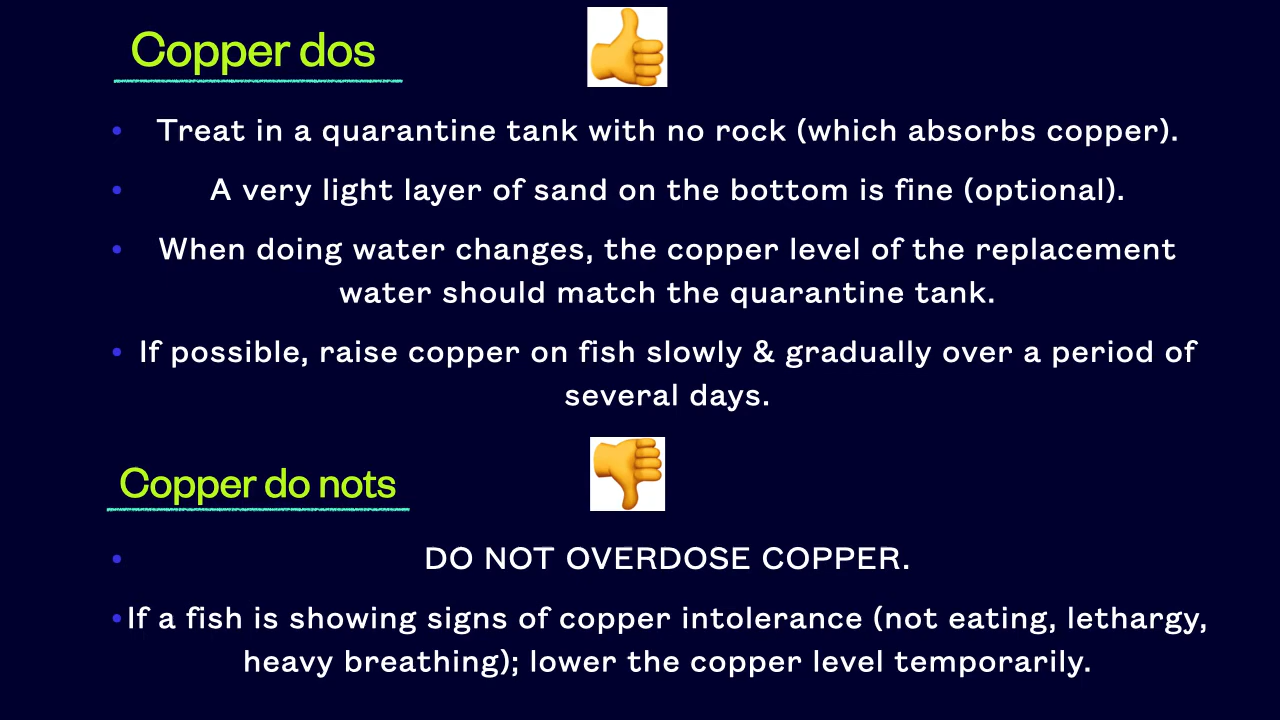 Copper dos
• Treat in a quarantine tank with no rock (which absorbs copper).
• A very light layer of sand on the bottom is fine (optional).
• When doing water changes, the copper level of the replacement
water should match the quarantine tank.
• If possible, raise copper on fish slowly & gradually over a period of
several days.
Copper do nots
• DO NOT OVERDOSE COPPER.
• If a fish is showing signs of copper intolerance (not eating, lethargy,
heavy breathing); lower the copper level temporarily.